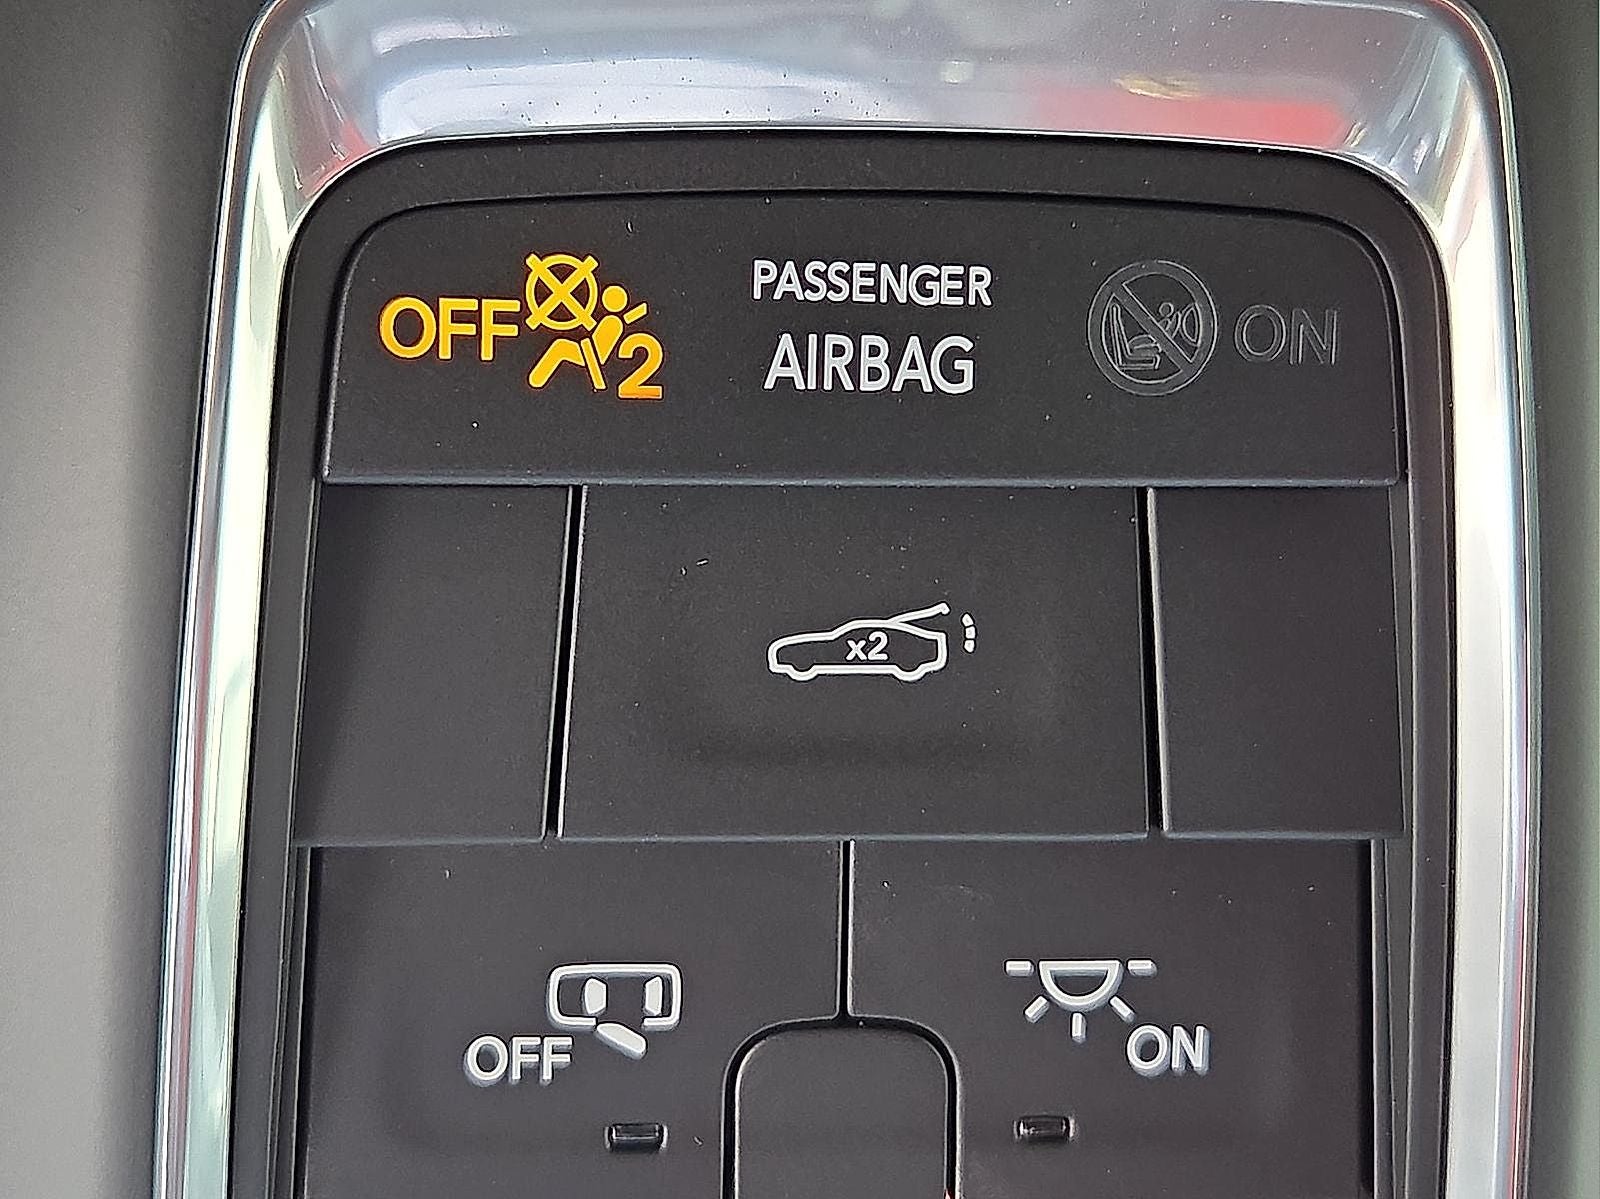 OFF 2
PASSENGER
AIRBAG
ON
x2
OFF
ON